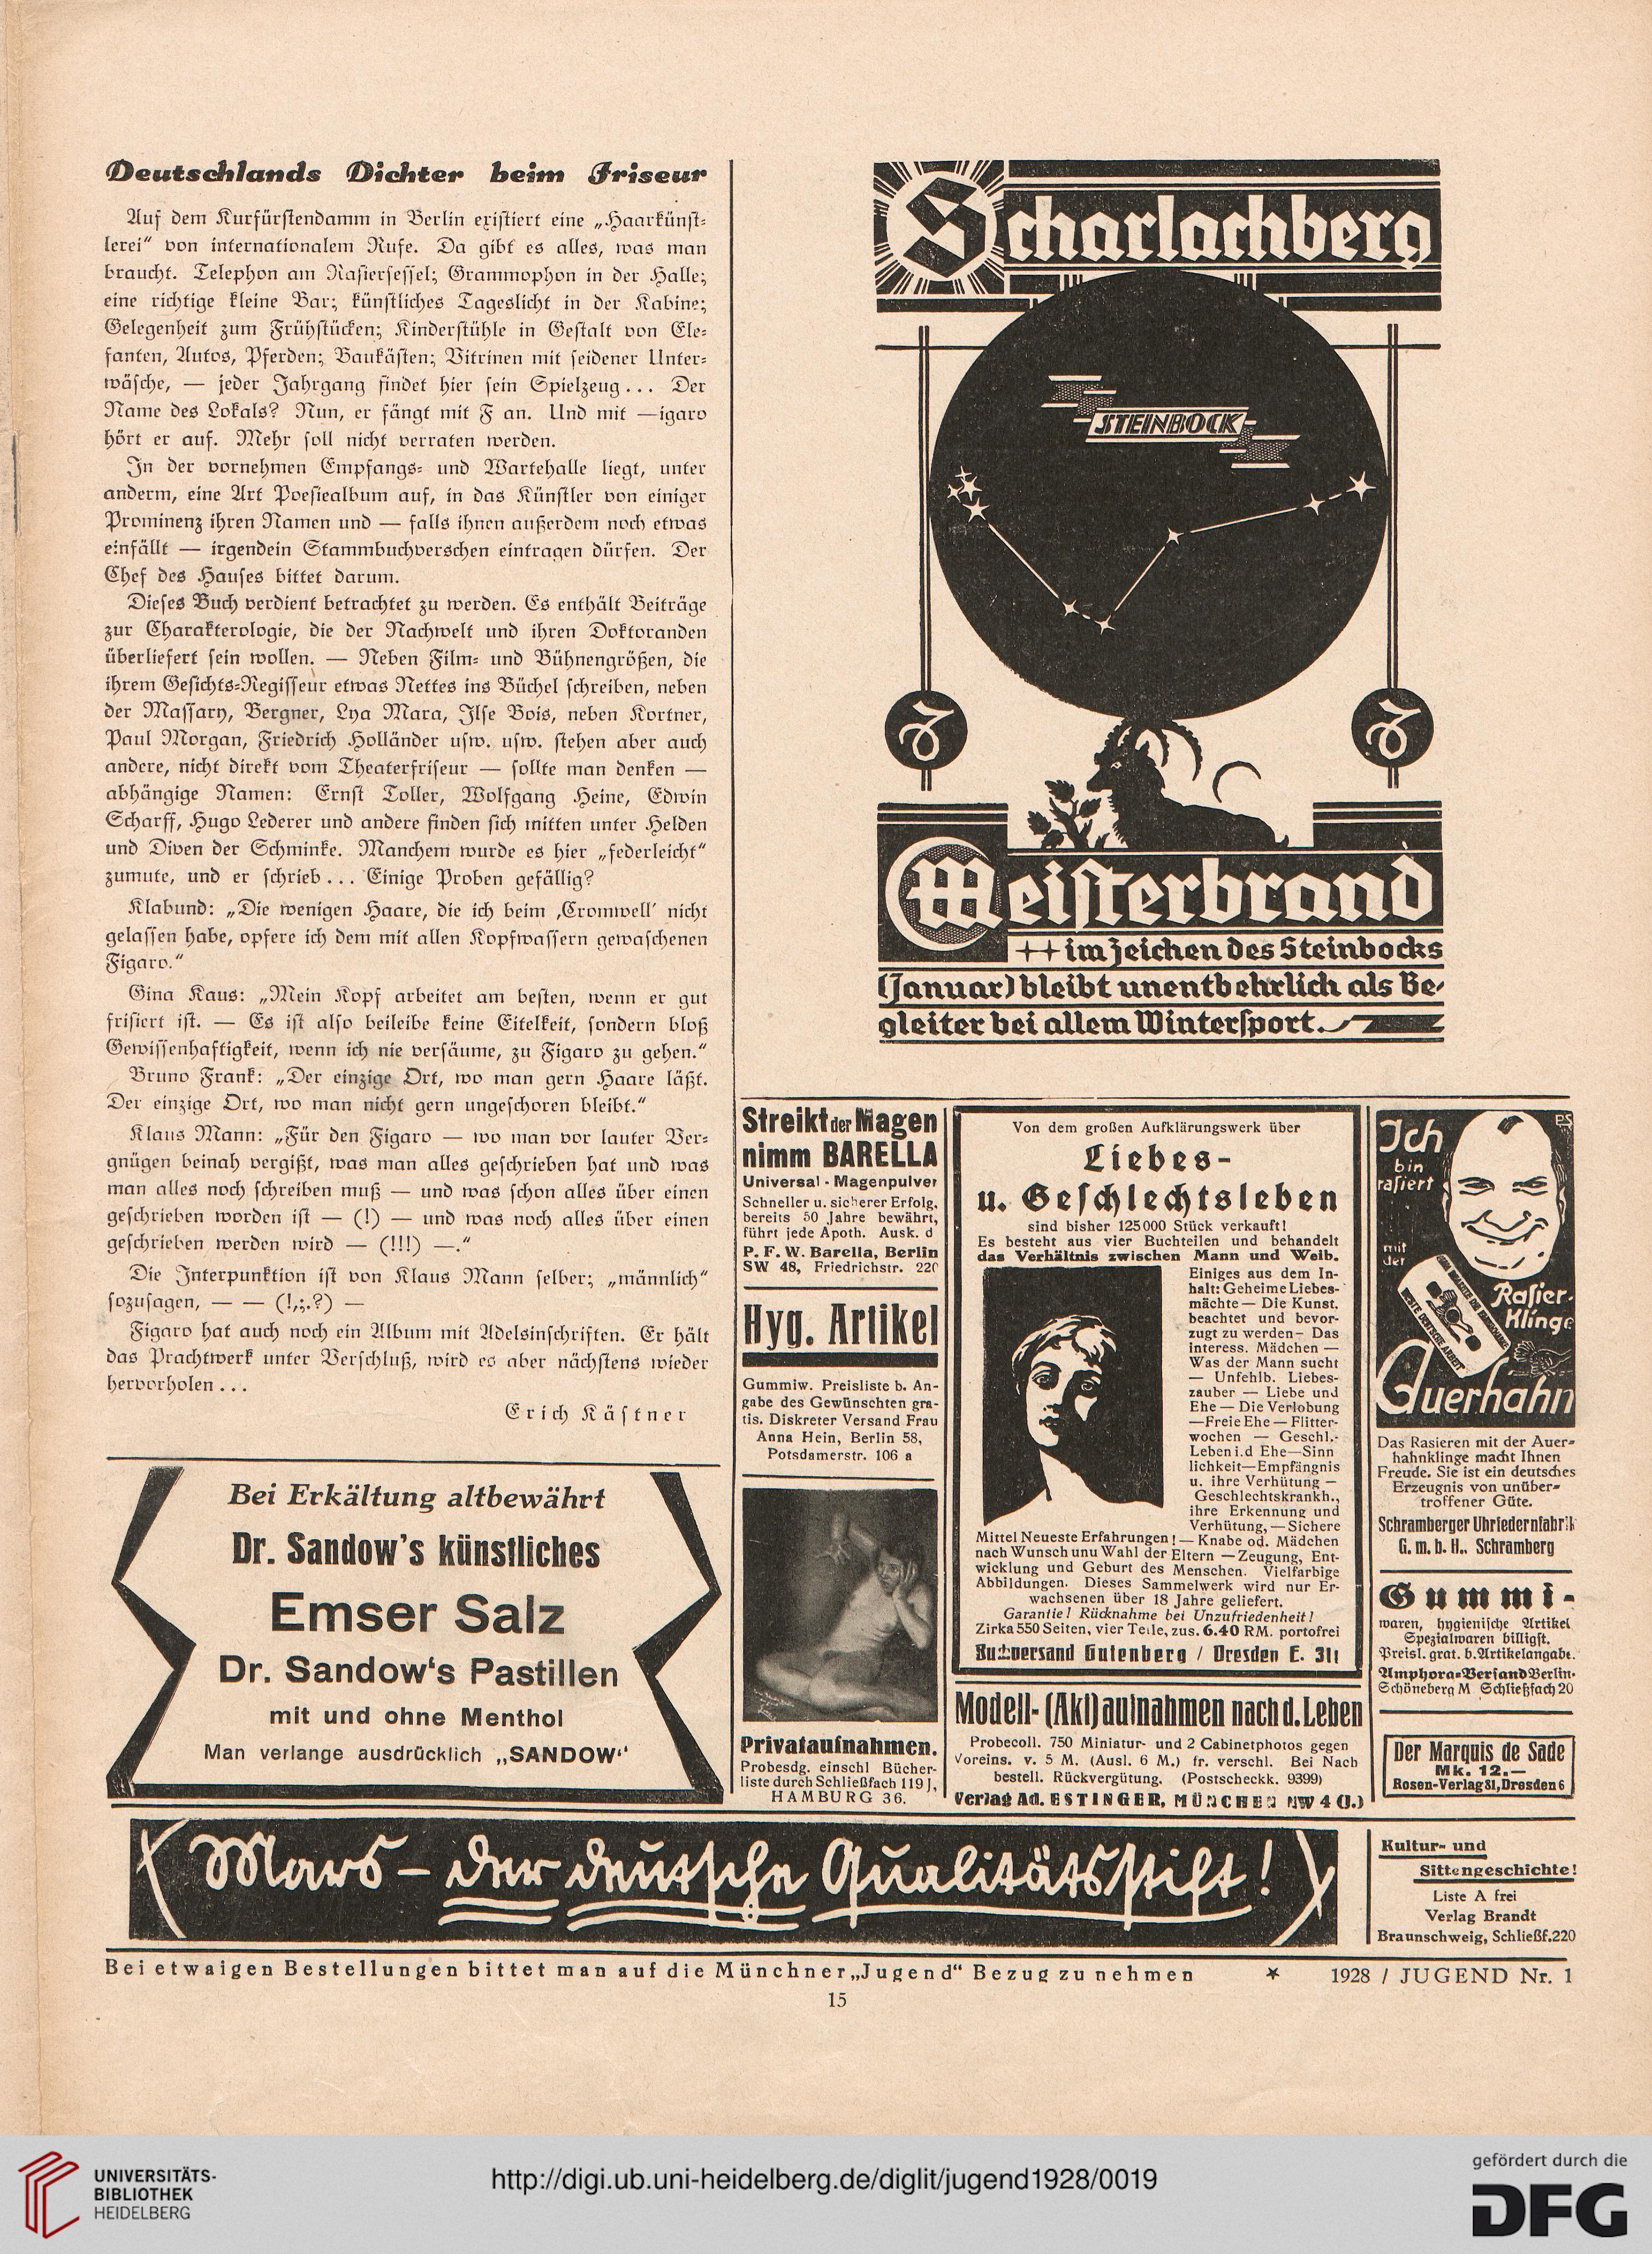 Deutschlands Dichter beim Friseur
Auf dem Kurfürstendamm in Berlin existiert eine „Haarkünst-
lerei“ von internationalem Rufe. Da gibt es alles, was man
braucht. Telephon am Rasiersessel; Grammophon in der Halle;
eine richtige kleine Bar; künstliches Tageslicht in der Kabine;
Gelegenheit zum Frühstücken; Kinderstühle in Gestalt von Ele-
fanten, Autos, Pferden; Baukästen; Vitrinen mit seidener Unter-
wäsche, — jeder Jahrgang findet hier sein Spielzeug... Der
Name des Lokals? Nun, er fängt mit F an. Und mit —igaro
hört er auf. Mehr soll nicht verraten werden.
In der vornehmen Empfangs- und Wartehalle liegt, unter
anderm, eine Art Poesiealbum auf, in das Künstler von einiger
Prominenz ihren Namen und — falls ihnen außerdem noch etwas
einfällt — irgendein Stammbuchverschen eintragen dürfen. Der
Chef des Hauses bittet darum.
Dieses Buch verdient betrachtet zu werden. Es enthält Beiträge
zur Charakterologie, die der Nachwelt und ihren Doktoranden
überliefert sein wollen. — Neben Film- und Bühnengrößen, die
ihrem Gesichts-Regisseur etwas Nettes ins Büchel schreiben, neben
der Massary, Bergner, Lya Mara, Ilse Bois, neben Kortner,
Paul Morgan, Friedrich Holländer usw. usw. stehen aber auch
andere, nicht direkt vom Theaterfriseur — sollte man denken —
abhängige Namen: Ernst Toller, Wolfgang Heine, Edwin
Scharff, Hugo Lederer und andere finden sich mitten unter Helden
und Diven der Schminke. Manchem wurde es hier „federleicht“
zumute, und er schrieb... Einige Proben gefällig?
Klabund: „Die wenigen Haare, die ich beim ‚Cromwell‘ nicht
gelassen habe, opfere ich dem mit allen Kopfwassern gewaschenen
Figaro.“
Gina Kaus: „Mein Kopf arbeitet am besten, wenn er gut
frisiert ist. — Es ist also beileibe keine Eitelkeit, sondern bloß
Gewissenhaftigkeit, wenn ich nie versäume, zu Figaro zu gehen.“
Bruno Frank: „Der einzige Ort, wo man gern Haare läßt.
Der einzige Ort, wo man nicht gern ungeschoren bleibt.“
Klaus Mann: „Für den Figaro — wo man vor lauter Ver-
gnügen beinah vergißt, was man alles geschrieben hat und was
man alles noch schreiben muß — und was schon alles über einen
geschrieben worden ist — (!) — und was noch alles über einen
geschrieben werden wird — (!!!) —.“
Die Interpunktion ist von Klaus Mann selber; „männlich“
sozusagen, — — (!,;.?) —
Figaro hat auch noch ein Album mit Adelsinschriften. Er hält
das Prachtwerk unter Verschluß, wird es aber nächstens wieder
hervorholen...
Erich Kästner
Bei Erkältung altbewährt
Dr. Sandow's künstliches
Emser Salz
Dr. Sandow's Pastillen
mit und ohne Menthol
Man verlange ausdrücklich „SANDOW“
Scharlachberg
STEINBOCK
Meisterbrand
++ im Zeichen des Steinbocks
(Januar) bleibt unentbehrlich als Be-
gleiter bei allem Wintersport.
Streikt der Magen
nimm BARELLA
Universal-Magenpulver
Schneller u. sicherer Erfolg,
bereits 50 Jahre bewährt,
führt jede Apoth. Ausk. d
P. F. W. Barella, Berlin
SW 48, Friedrichstr. 220
Hyg. Artikel
Gummiw. Preisliste b. An-
gabe des Gewünschten gra-
tis. Diskreter Versand Frau
Anna Hein, Berlin 58,
Potsdamerstr. 106 a
Privataufnahmen.
Probesdg. einschl Bücher-
liste durch Schließfach 119 J,
HAMBURG 36.
Von dem großen Aufklärungswerk über
Liebes-
u. Geschlechtsleben
sind bisher 125000 Stück verkauft!
Es besteht aus vier Buchteilen und behandelt
das Verhältnis zwischen Mann und Weib.
Einiges aus dem In-
halt: Geheime Liebes-
mächte — Die Kunst.
beachtet und bevor-
zugt zu werden — Das
interess. Mädchen —
Was der Mann sucht
— Unfehlb. Liebes-
zauber — Liebe und
Ehe — Die Verlobung
— Freie Ehe — Flitter-
wochen — Geschl.-
Leben i.d Ehe — Sinn
lichkeit — Empfängnis
u. ihre Verhütung —
Geschlechtskrankh.,
ihre Erkennung und
Verhütung, — Sichere
Mittel Neueste Erfahrungen! — Knabe od. Mädchen
nach Wunsch unu Wahl der Eltern — Zeugung, Ent-
wicklung und Geburt des Menschen. Vielfarbige
Abbildungen. Dieses Sammelwerk wird nur Er-
wachsenen über 18 Jahre geliefert.
Garantie! Rücknahme bei Unzufriedenheit!
Zirka 550 Seiten, vier Teile, zus. 6.40 RM. portofrei
Buchversand Gutenberg / Dresden E. 311
Modell- (Akt) aufnahmen nach d. Leben
Probecoll. 750 Miniatur- und 2 Cabinetphotos gegen
Voreins. v. 5 M. (Ausl. 6 M.) fr. verschl. Bei Nach
bestell. Rückvergütung. (Postscheckk. 9399)
Verlag Ad. ESTINGER, MÜNCHEN NW 4 (J.)
PS
Ich
bin
rasiert
mit
der
BESTE DEUTSCHE ARBEIT
Rasier-
Klinge
Auerhahn
Das Rasieren mit der Auer-
hahnklinge macht Ihnen
Freude. Sie ist ein deutsches
Erzeugnis von unüber-
troffener Güte.
Schramberger Uhrfedernfabrik
G. m. b. H.. Schramberg
Gummi-
waren, hygienische Artikel
Spezialwaren billigst.
Preisl. grat. b. Artikelangabe.
Amphora-Versand Berlin-
Schöneberg M Schließfach 20
Der Marquis de Sade
Mk. 12.—
Rosen-Verlag 81, Dresden 6
Mars - der deutsche Qualitätsstift!
Kultur- und
Sittengeschichte!
Liste A frei
Verlag Brandt
Braunschweig, Schließf. 220
Bei etwaigen Bestellungen bittet man auf die Münchner „Jugend“ Bezug zu nehmen * 1928 / JUGEND Nr. 1
15
UNIVERSITÄTS-
BIBLIOTHEK
HEIDELBERG
http://digi.ub.uni-heidelberg.de/diglit/jugend1928/0019
gefördert durch die
DFG